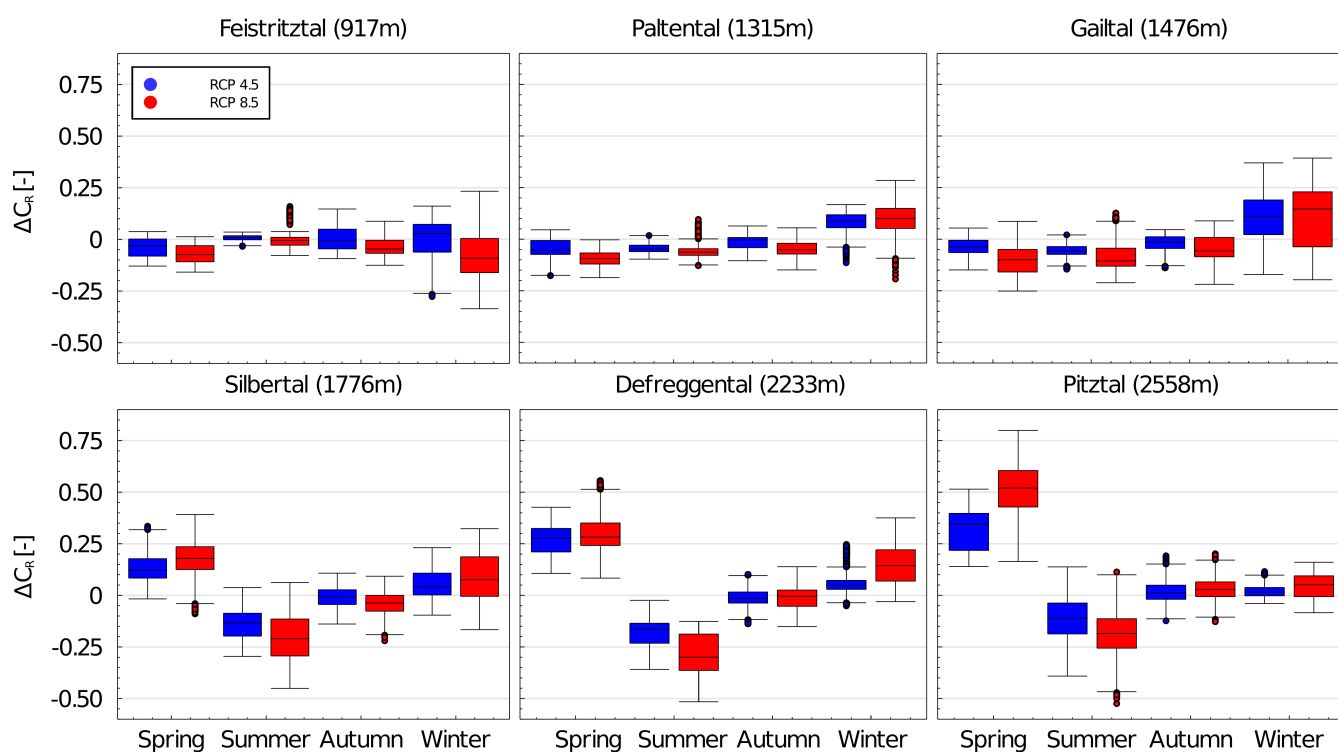 Feistritztal (917m)
Paltental (1315m)
Gailtal (1476m)
RCP 4.5
RCP 8.5
ΔCR [-]
0.75
0.50
0.25
0
-0.25
-0.50
Silbertal (1776m)
Defreggental (2233m)
Pitztal (2558m)
ΔCR [-]
0.75
0.50
0.25
0
-0.25
-0.50
Spring Summer Autumn Winter
Spring Summer Autumn Winter
Spring Summer Autumn Winter